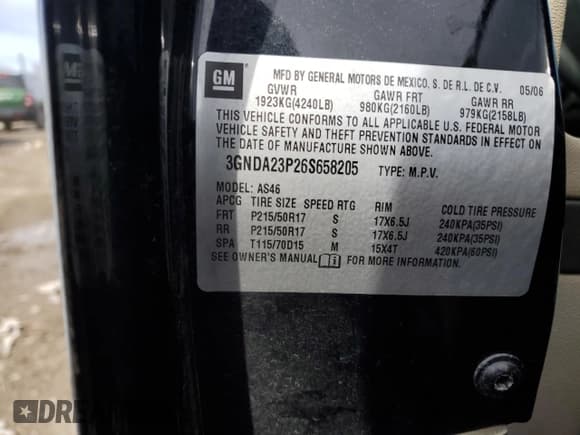 GM
MFD BY GENERAL MOTORS DE MEXICO, S. DE R.L. DE C.V. 05/06
GVWR GAWR FRT GAWR RR
1923KG(4240LB) 980KG(2160LB) 979KG(2158LB)
THIS VEHICLE CONFORMS TO ALL APPLICABLE U.S. FEDERAL MOTOR
VEHICLE SAFETY AND THEFT PREVENTION STANDARDS IN EFFECT ON
THE DATE OF MANUFACTURE SHOWN ABOVE.
3GNDA23P26S658205 TYPE: M.P.V.
MODEL: AS46
APCG TIRE SIZE SPEED RTG RIM COLD TIRE PRESSURE
FRT P215/50R17 S 17X6.5J 240KPA(35PSI)
RR P215/50R17 S 17X6.5J 240KPA(35PSI)
SPA T115/70D15 M 15X4T 420KPA(60PSI)
SEE OWNER'S MANUAL FOR MORE INFORMATION.